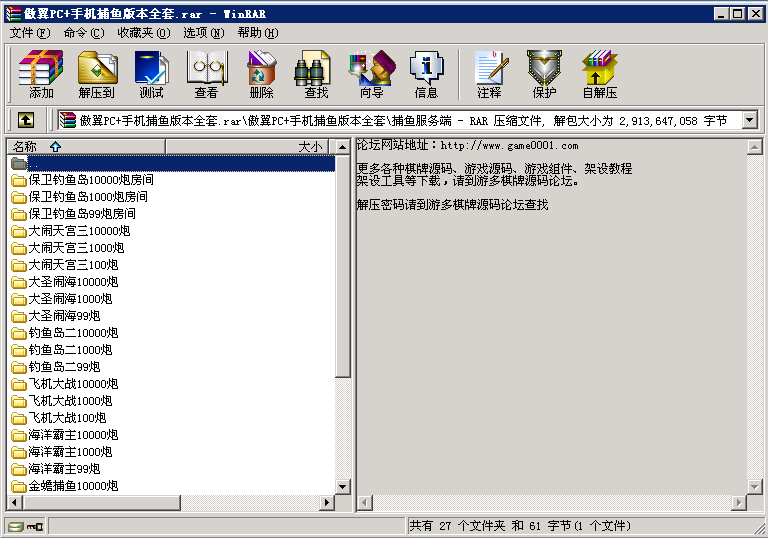 傲翼PC+手机捕鱼版本全套.rar - WinRAR
文件(F) 命令(C) 收藏夹(O) 选项(N) 帮助(H)
添加 解压到 测试 查看 删除 查找 向导 信息 注释 保护 自解压
傲翼PC+手机捕鱼版本全套.rar\傲翼PC+手机捕鱼版本全套\捕鱼服务端 - RAR 压缩文件, 解包大小为 2,913,647,058 字节
名称 大小
..
保卫钓鱼岛10000炮房间
保卫钓鱼岛1000炮房间
保卫钓鱼岛99炮房间
大闹天宫三10000炮
大闹天宫三1000炮
大闹天宫三100炮
大圣闹海10000炮
大圣闹海1000炮
大圣闹海99炮
钓鱼岛二10000炮
钓鱼岛二1000炮
钓鱼岛二99炮
飞机大战10000炮
飞机大战1000炮
飞机大战100炮
海洋霸主10000炮
海洋霸主1000炮
海洋霸主99炮
金蟾捕鱼10000炮
论坛网站地址：http://www.game0001.com
更多各种棋牌源码、游戏源码、游戏组件、架设教程
架设工具等下载，请到游多棋牌源码论坛。
解压密码请到游多棋牌源码论坛查找
共有 27 个文件夹 和 61 字节(1 个文件)